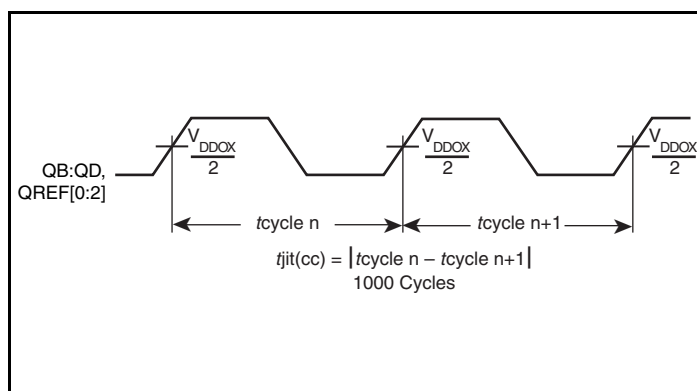 V
DDOX
2
V
DDOX
2
V
DDOX
2
QB:QD,
QREF[0:2]
tcycle n
tcycle n+1
tjit(cc) = |tcycle n – tcycle n+1|
1000 Cycles